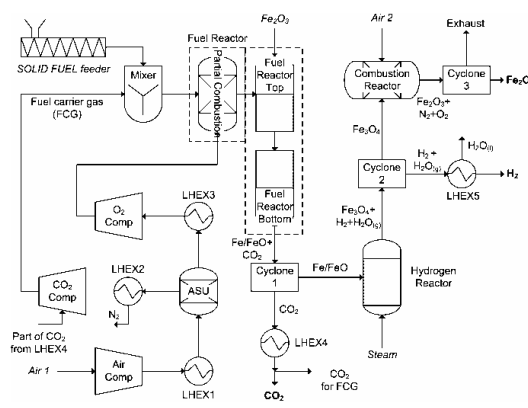 Fuel Reactor
Fe₂O₃
Air 2
Exhaust
SOLID FUEL feeder
Mixer
Partial Combustion
Fuel
Reactor
Top
Combustion
Reactor
Cyclone
3
Fe₂O
Fuel carrier gas
(FCG)
Fe₂O₃+
N₂+O₂
Fe₃O₄
H₂O(l)
Cyclone
2
H₂ +
H₂O(g)
H₂
LHEX5
Fuel
Reactor
Bottom
O₂
Comp
LHEX3
Fe₃O₄+
H₂+H₂O(g)
Fe/FeO+
CO₂
LHEX2
CO₂
Comp
ASU
Cyclone
1
Fe/FeO
Hydrogen
Reactor
N₂
CO₂
Part of CO₂
from LHEX4
LHEX4
Steam
Air 1
Air
Comp
LHEX1
CO₂
CO₂
for FCG